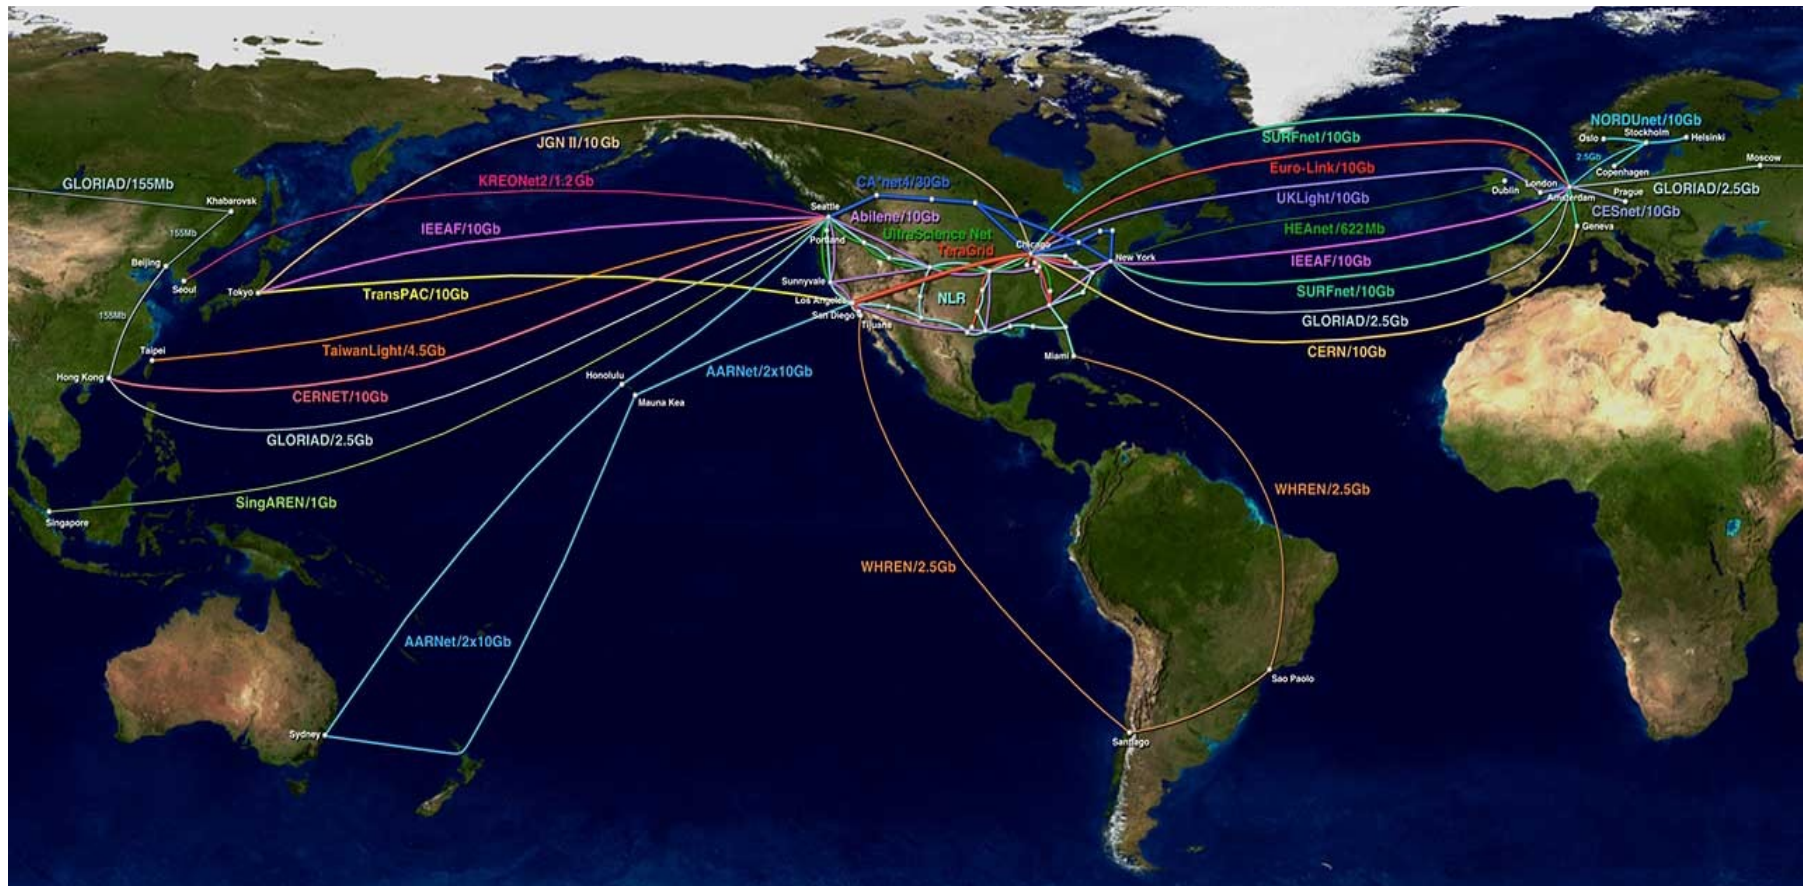 JGN II/10Gb
GLORIAD/155Mb
KREONet2/1.2Gb
Khabarovsk
IEEAF/10Gb
155Mb
Beijing
Seoul
Tokyo
TransPAC/10Gb
155Mb
Taipei
TaiwanLight/4.5Gb
Hong Kong
CERNET/10Gb
GLORIAD/2.5Gb
SingAREN/1Gb
Singapore
Honolulu
Mauna Kea
AARNet/2x10Gb
AARNet/2x10Gb
Sydney
CA*net4/30Gb
Seattle
Abilene/10Gb
UltraScience Net
Portland
TeraGrid
Chicago
New York
Sunnyvale
NLR
Los Angeles
San Diego
Tijuana
Miami
WHREN/2.5Gb
WHREN/2.5Gb
Sao Paolo
Santiago
SURFnet/10Gb
Euro-Link/10Gb
UKLight/10Gb
HEAnet/622Mb
IEEAF/10Gb
SURFnet/10Gb
GLORIAD/2.5Gb
CERN/10Gb
NORDUnet/10Gb
Oslo
Stockholm
Helsinki
2.5Gb
Copenhagen
Moscow
GLORIAD/2.5Gb
Dublin
London
Amsterdam
Prague
CESnet/10Gb
Geneva